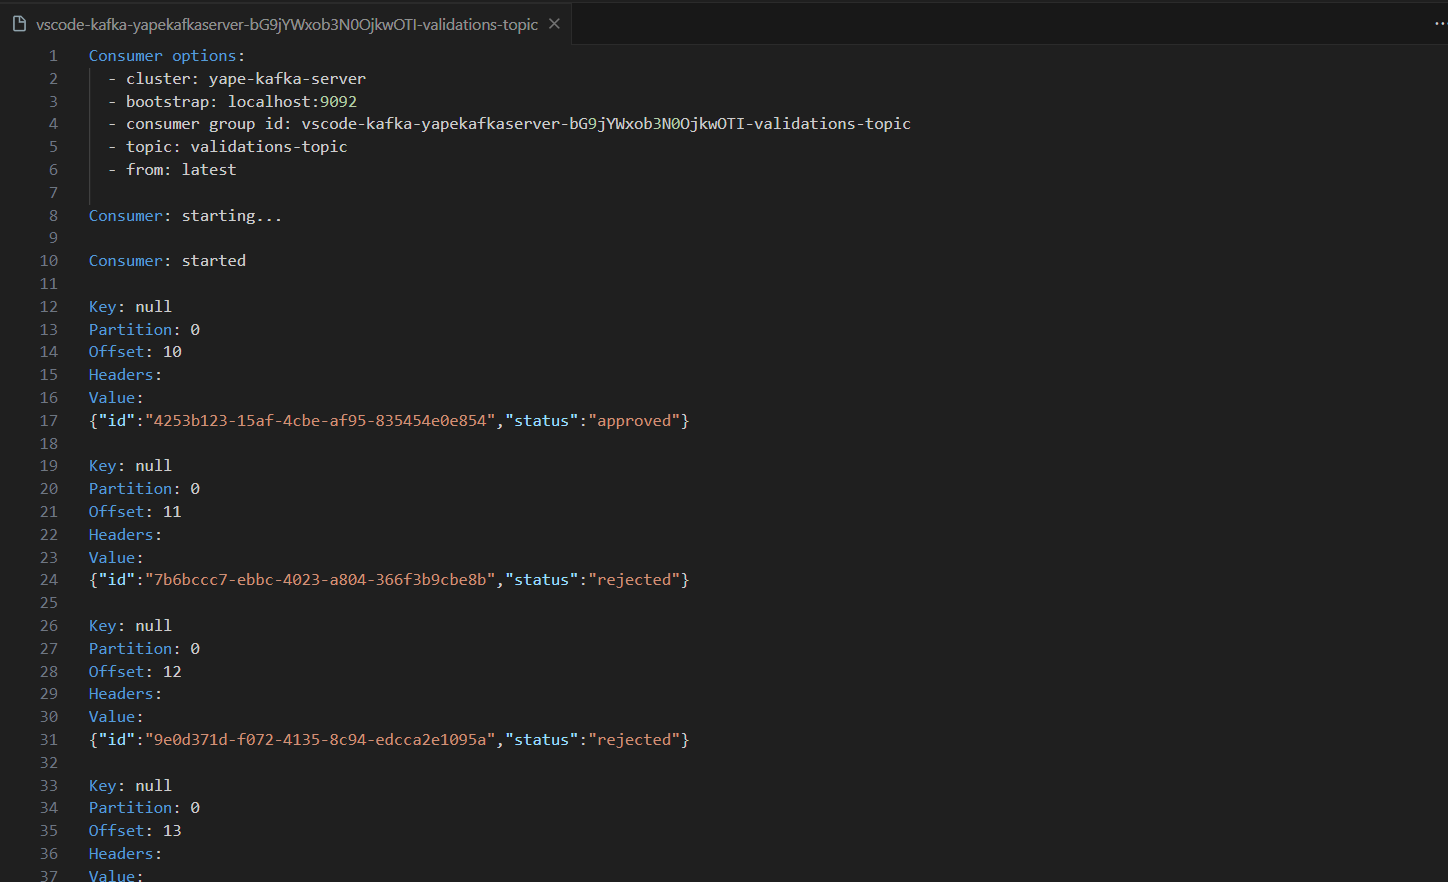 vscode-kafka-yapekafkaserver-bG9jYWxob3N0OjkwOTI-validations-topic
1 Consumer options:
2 - cluster: yape-kafka-server
3 - bootstrap: localhost:9092
4 - consumer group id: vscode-kafka-yapekafkaserver-bG9jYWxob3N0OjkwOTI-validations-topic
5 - topic: validations-topic
6 - from: latest
7
8 Consumer: starting...
9
10 Consumer: started
11
12 Key: null
13 Partition: 0
14 Offset: 10
15 Headers:
16 Value:
17 {"id":"4253b123-15af-4cbe-af95-835454e0e854","status":"approved"}
18
19 Key: null
20 Partition: 0
21 Offset: 11
22 Headers:
23 Value:
24 {"id":"7b6bccc7-ebbc-4023-a804-366f3b9cbe8b","status":"rejected"}
25
26 Key: null
27 Partition: 0
28 Offset: 12
29 Headers:
30 Value:
31 {"id":"9e0d371d-f072-4135-8c94-edcca2e1095a","status":"rejected"}
32
33 Key: null
34 Partition: 0
35 Offset: 13
36 Headers:
37 Value: